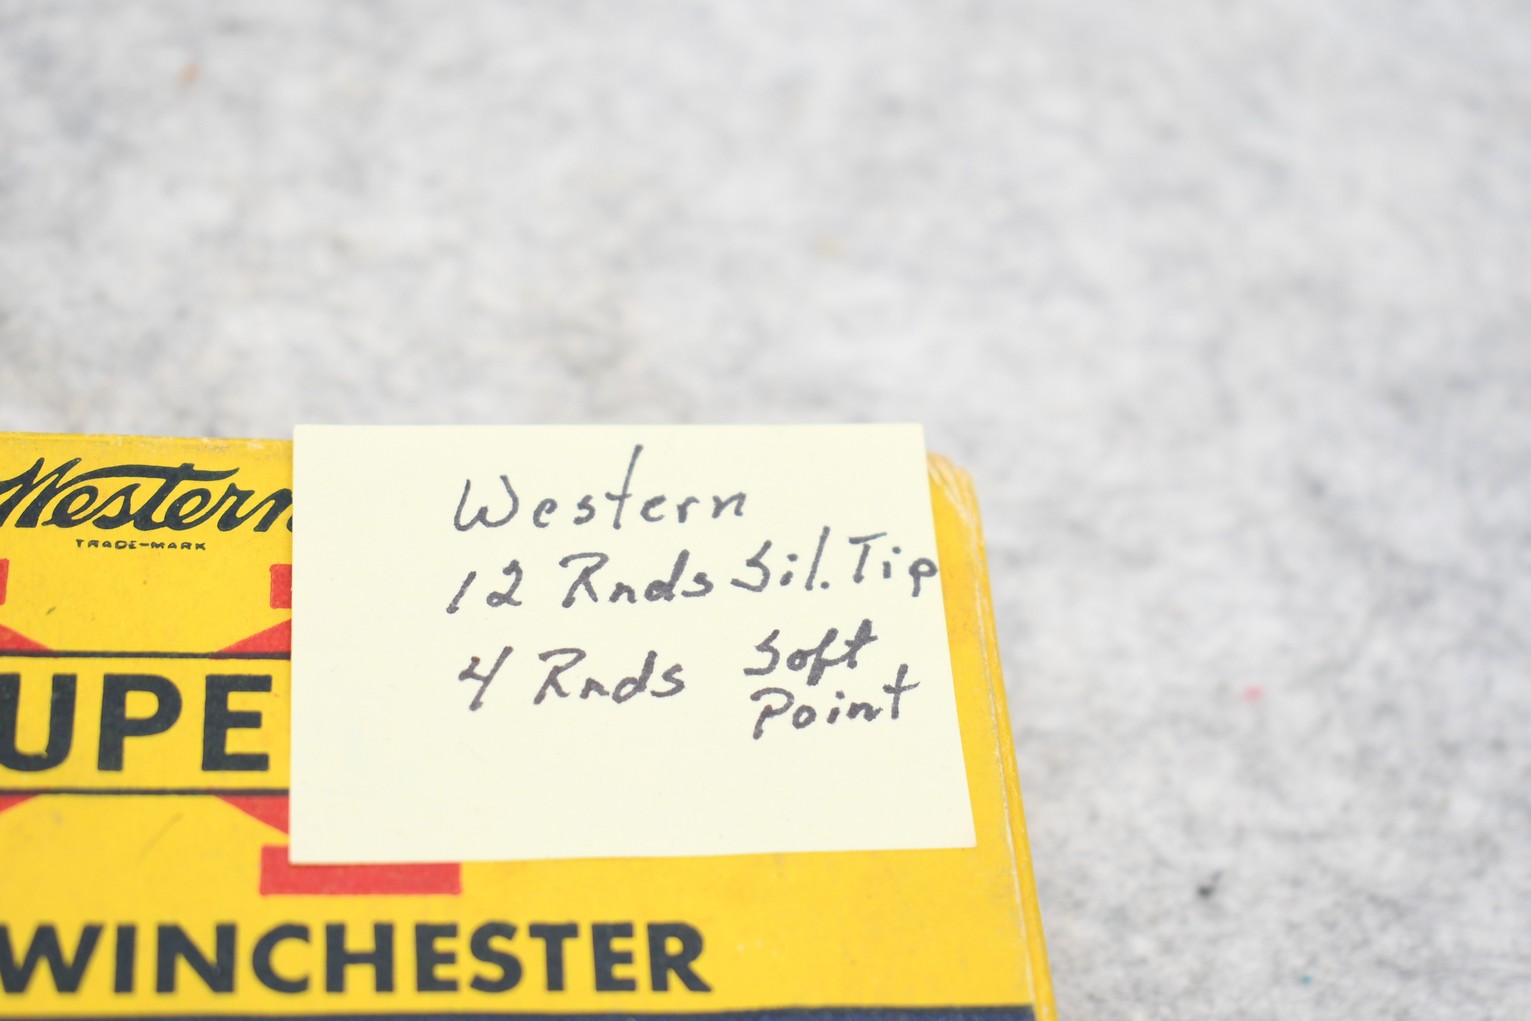 Western
TRADE-MARK
UPE
WINCHESTER
Western
12 Rnds Sil. Tip
4 Rnds Soft
Point